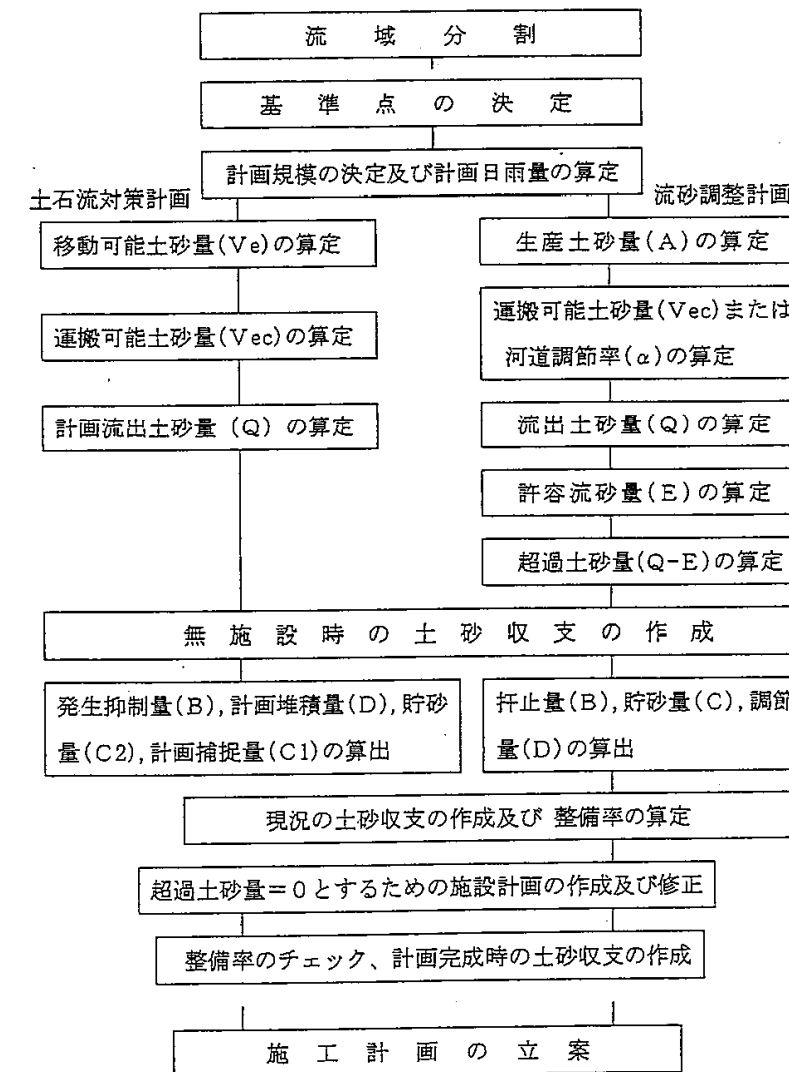 流域分割
基準点の決定
計画規模の決定及び計画日雨量の算定
土石流対策計画
移動可能土砂量(Ve)の算定
運搬可能土砂量(Vec)の算定
計画流出土砂量(Q)の算定
流砂調整計画
生産土砂量(A)の算定
運搬可能土砂量(Vec)または
河道調節率(α)の算定
流出土砂量(Q)の算定
許容流砂量(E)の算定
超過土砂量(Q-E)の算定
無施設時の土砂収支の作成
発生抑制量(B),計画堆積量(D),貯砂
量(C2),計画捕捉量(C1)の算出
扞止量(B),貯砂量(C),調節
量(D)の算出
現況の土砂収支の作成及び 整備率の算定
超過土砂量=0とするための施設計画の作成及び修正
整備率のチェック、計画完成時の土砂収支の作成
施工計画の立案